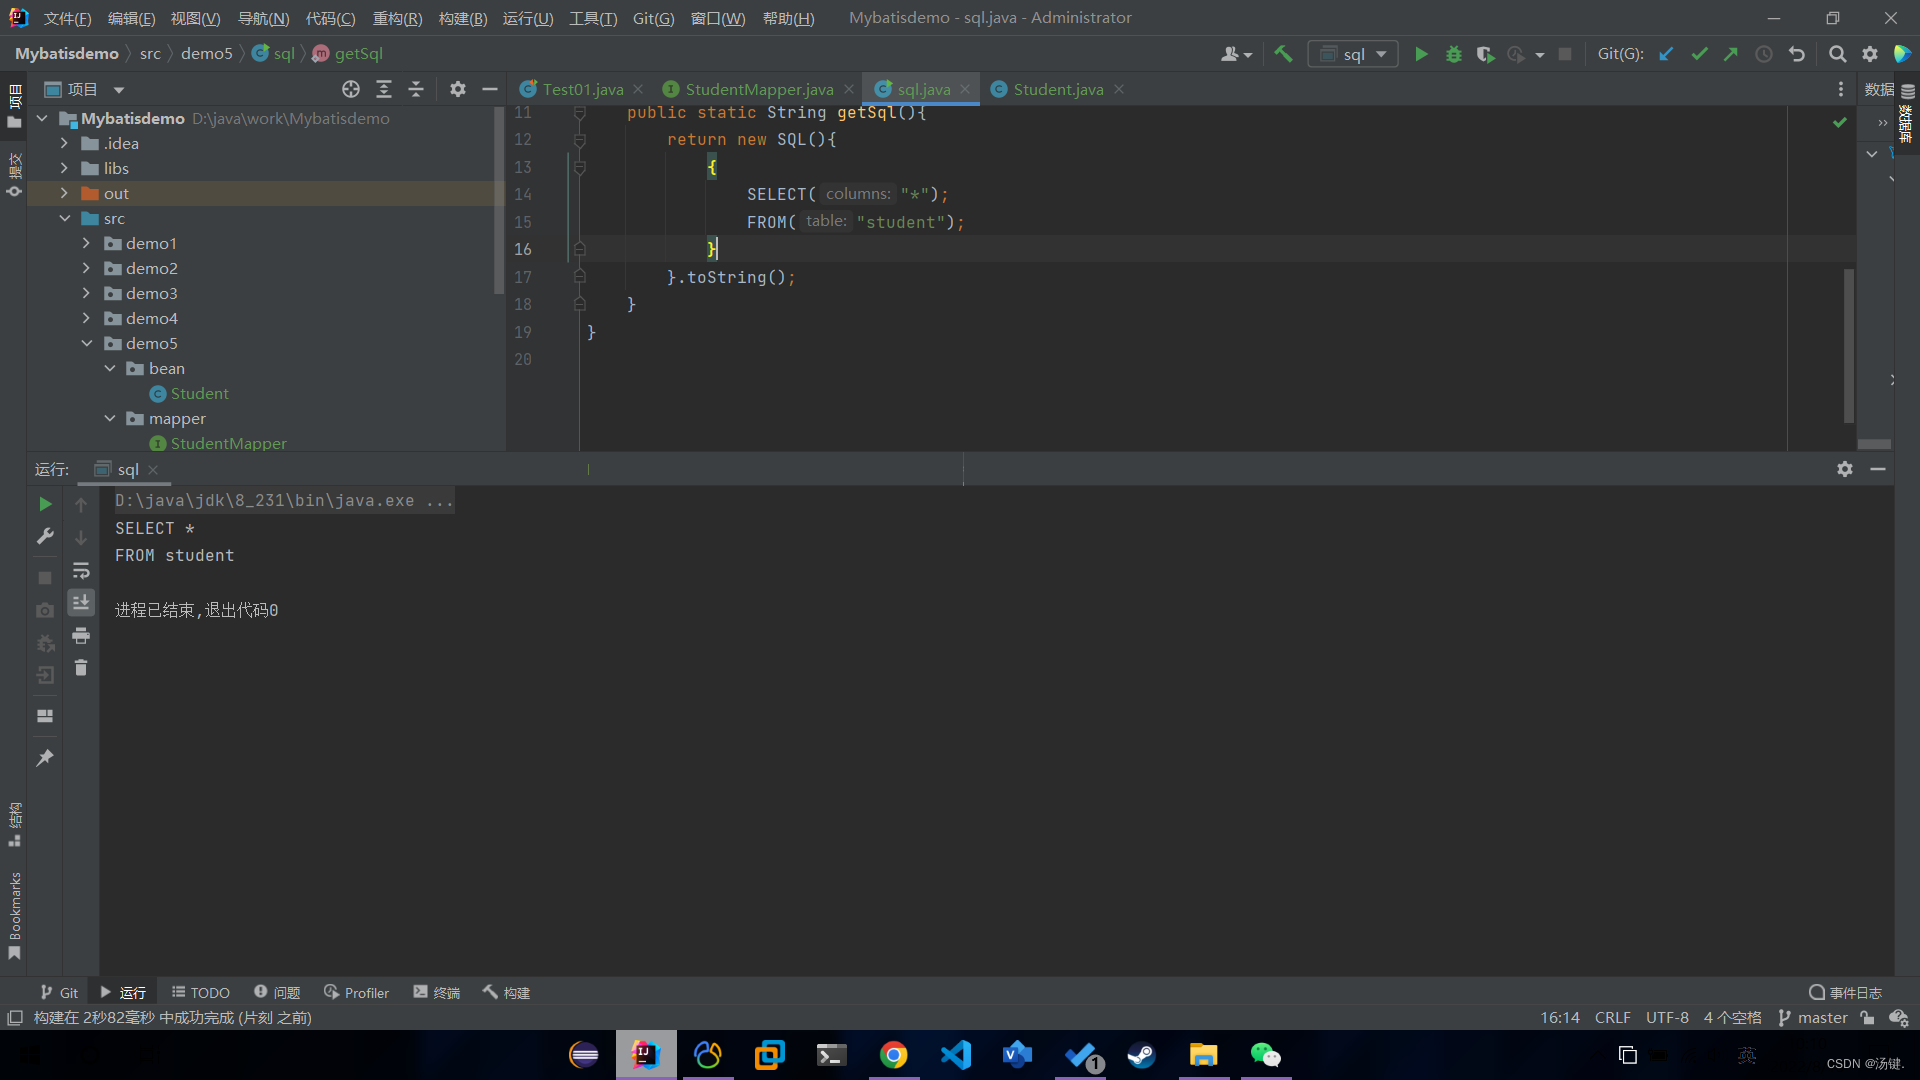 文件(F) 编辑(E) 视图(V) 导航(N) 代码(C) 重构(R) 构建(B) 运行(U) 工具(T) Git(G) 窗口(W) 帮助(H) Mybatisdemo - sql.java - Administrator
Mybatisdemo src demo5 sql getSql
sql Git(G):
项目
Test01.java StudentMapper.java sql.java Student.java
数据
项目
提交
结构
Bookmarks
数据库
Mybatisdemo D:\java\work\Mybatisdemo
.idea
libs
out
src
demo1
demo2
demo3
demo4
demo5
bean
Student
mapper
StudentMapper
11 public static String getSql(){
12 return new SQL(){
13 {
14 SELECT( columns: "*");
15 FROM( table: "student");
16 }
17 }.toString();
18 }
19 }
20
运行: sql
D:\java\jdk\8_231\bin\java.exe ...
SELECT *
FROM student
进程已结束,退出代码0
Git 运行 TODO 问题 Profiler 终端 构建 事件日志
构建在 2秒82毫秒 中成功完成 (片刻 之前) 16:14 CRLF UTF-8 4 个空格 master
1
英
CSDN @汤键.